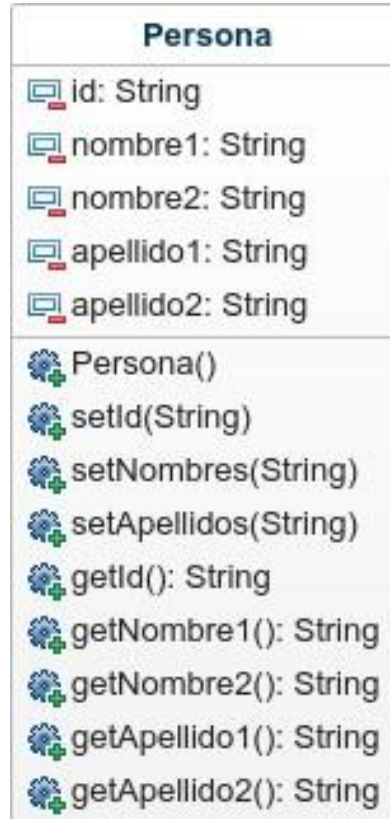 Persona
id: String
nombre1: String
nombre2: String
apellido1: String
apellido2: String
Persona()
setId(String)
setNombres(String)
setApellidos(String)
getId(): String
getNombre1(): String
getNombre2(): String
getApellido1(): String
getApellido2(): String